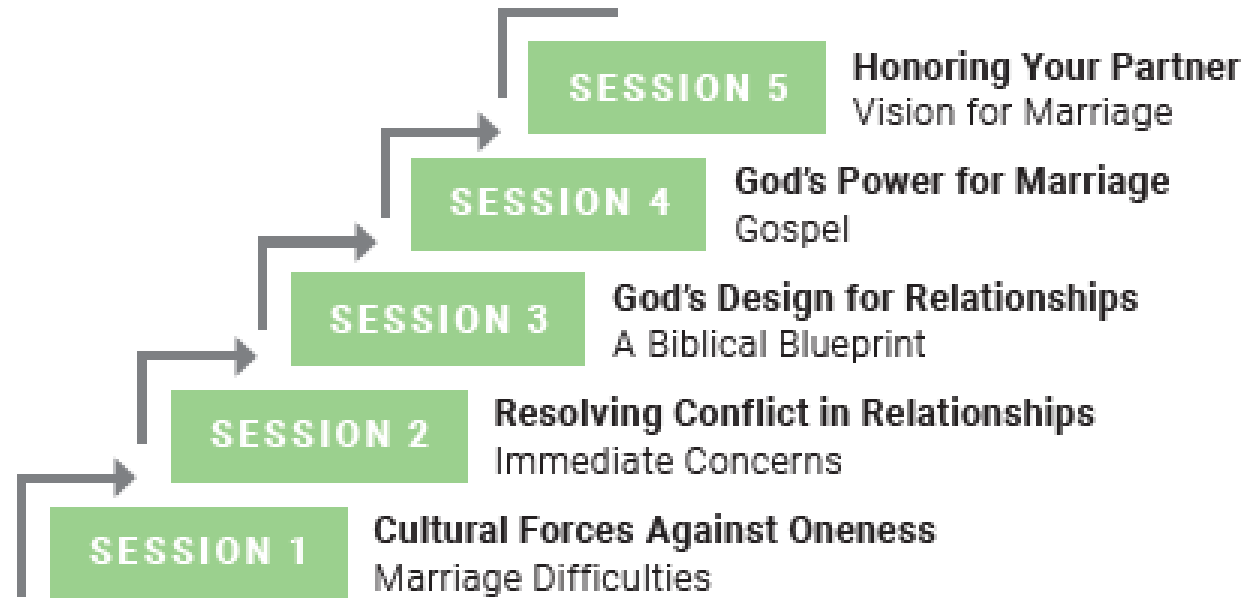 SESSION 5
Honoring Your Partner
Vision for Marriage
SESSION 4
God's Power for Marriage
Gospel
SESSION 3
God's Design for Relationships
A Biblical Blueprint
SESSION 2
Resolving Conflict in Relationships
Immediate Concerns
SESSION 1
Cultural Forces Against Oneness
Marriage Difficulties